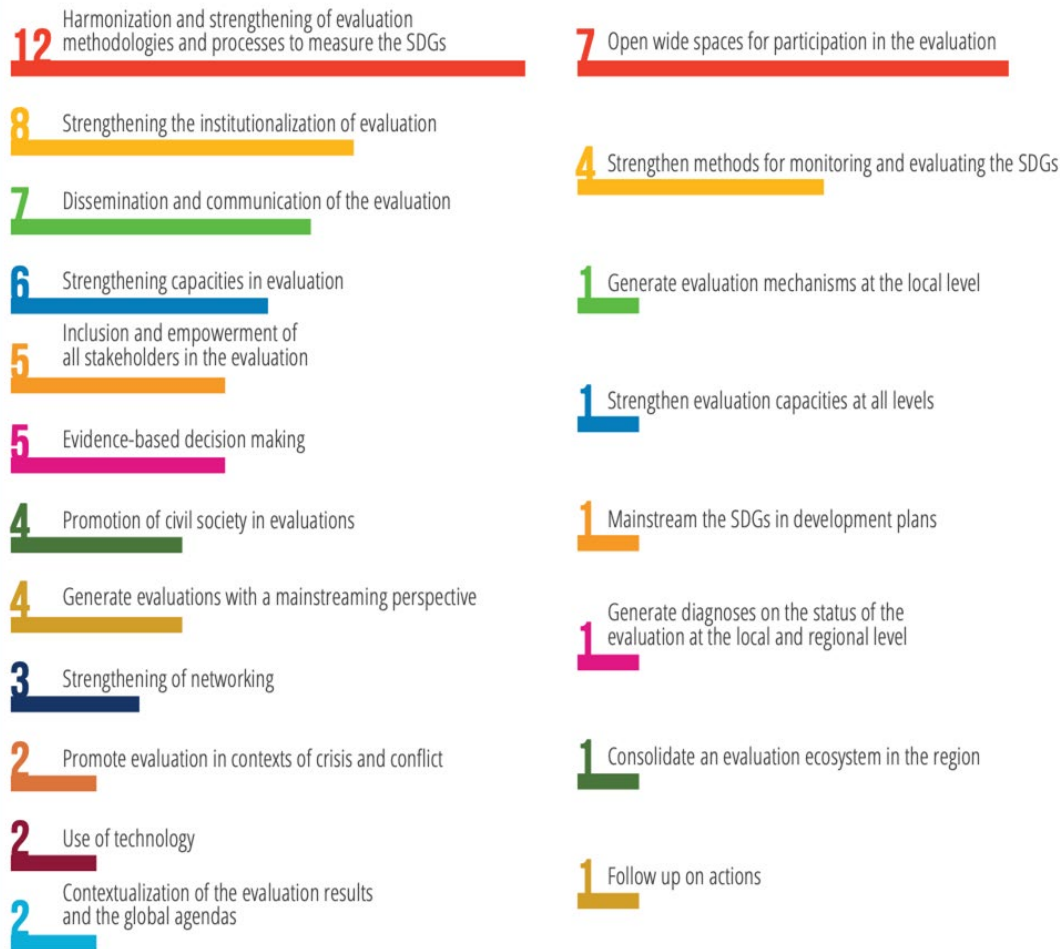 Harmonization and strengthening of evaluation
12 methodologies and processes to measure the SDGs
8 Strengthening the institutionalization of evaluation
7 Dissemination and communication of the evaluation
6 Strengthening capacities in evaluation
Inclusion and empowerment of
5 all stakeholders in the evaluation
5 Evidence-based decision making
4 Promotion of civil society in evaluations
4 Generate evaluations with a mainstreaming perspective
3 Strengthening of networking
2 Promote evaluation in contexts of crisis and conflict
2 Use of technology
Contextualization of the evaluation results
2 and the global agendas
7 Open wide spaces for participation in the evaluation
4 Strengthen methods for monitoring and evaluating the SDGs
1 Generate evaluation mechanisms at the local level
1 Strengthen evaluation capacities at all levels
1 Mainstream the SDGs in development plans
Generate diagnoses on the status of the
1 evaluation at the local and regional level
1 Consolidate an evaluation ecosystem in the region
1 Follow up on actions